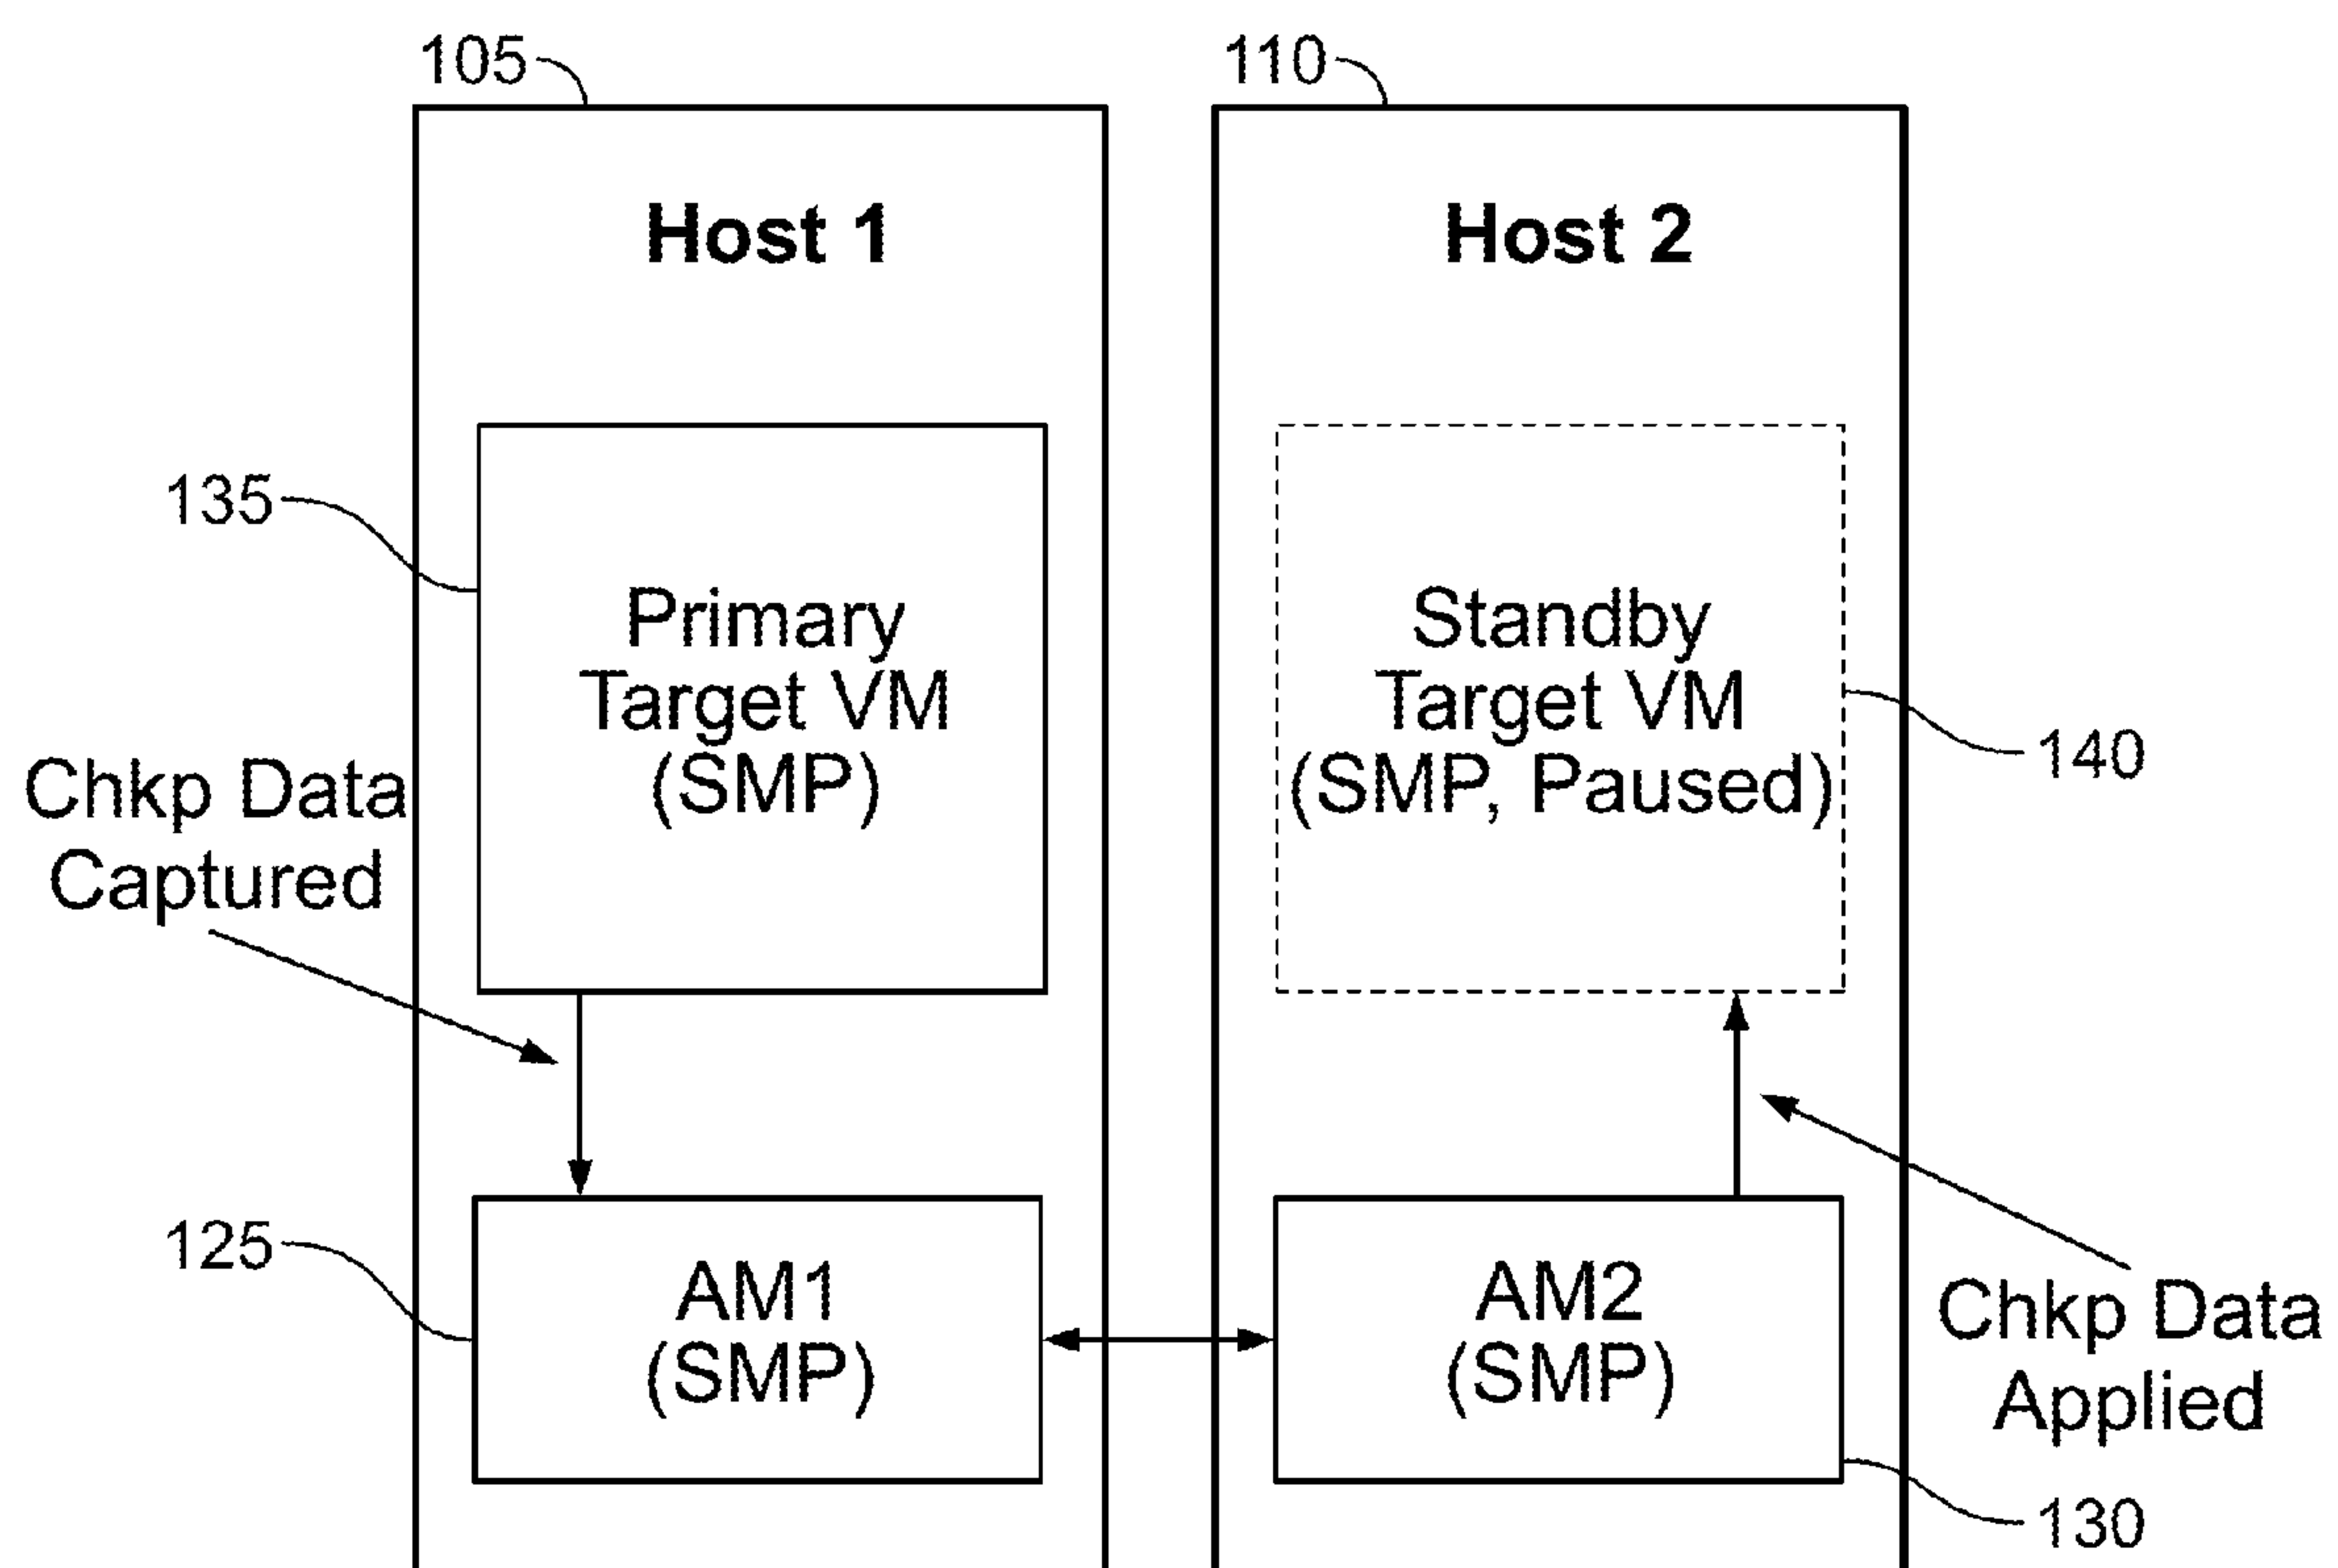 105
110
Host 1
Host 2
135
Primary
Target VM
(SMP)
Standby
Target VM
(SMP, Paused)
140
Chkp Data
Captured
125
AM1
(SMP)
AM2
(SMP)
Chkp Data
Applied
130